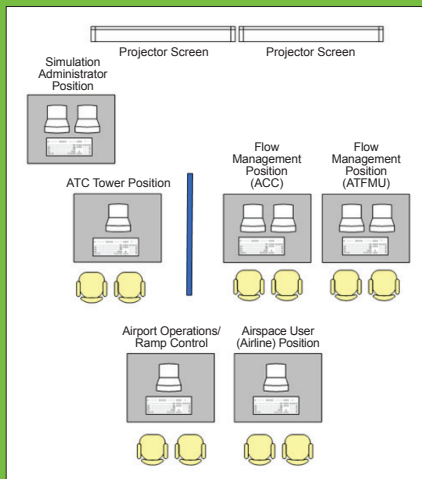 Projector Screen
Projector Screen
Simulation
Administrator
Position
ATC Tower Position
Flow
Management
Position
(ACC)
Flow
Management
Position
(ATFMU)
Airport Operations/
Ramp Control
Airspace User
(Airline) Position